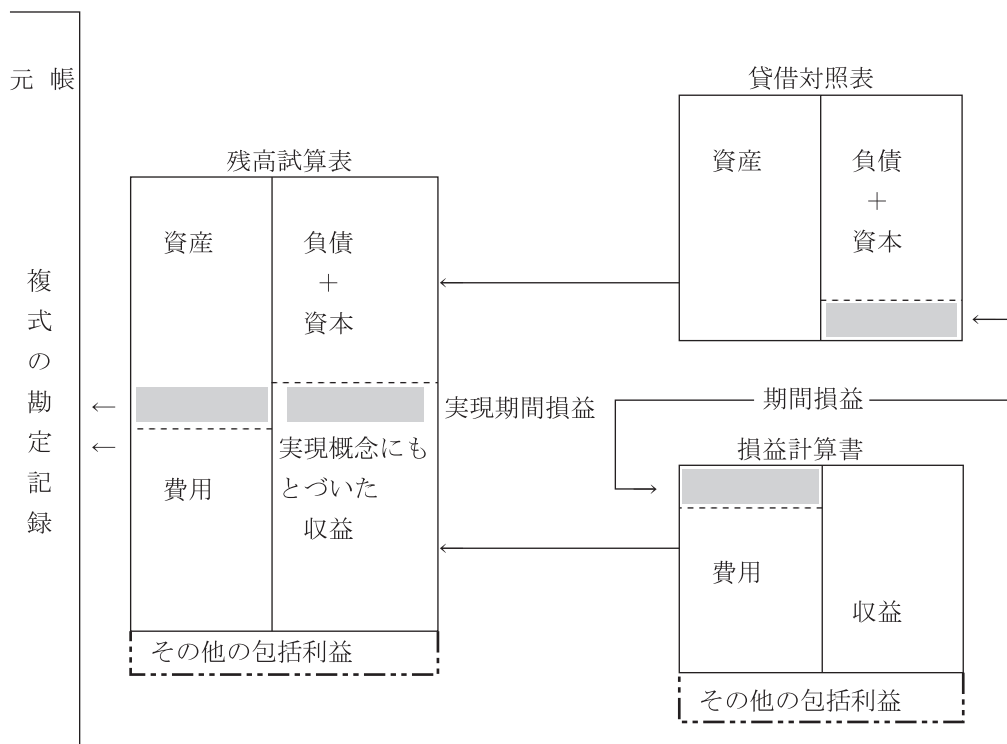 元帳
複式の勘定記録
残高試算表
資産
負債
＋
資本
実現期間損益
実現概念にも
とづいた
収益
費用
その他の包括利益
貸借対照表
資産
負債
＋
資本
期間損益
損益計算書
費用
収益
その他の包括利益